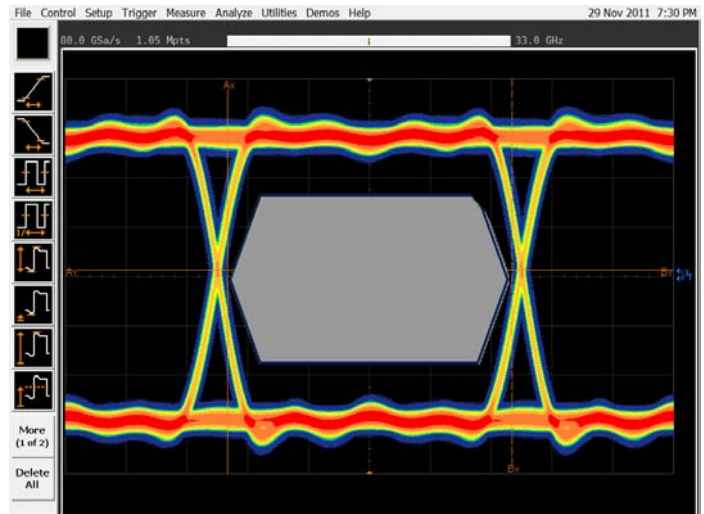 File Control Setup Trigger Measure Analyze Utilities Demos Help 29 Nov 2011 7:30 PM
80.0 GSa/s 1.05 Mpts 33.0 GHz
Ax
Ay
By
Bx
More
(1 of 2)
Delete
All